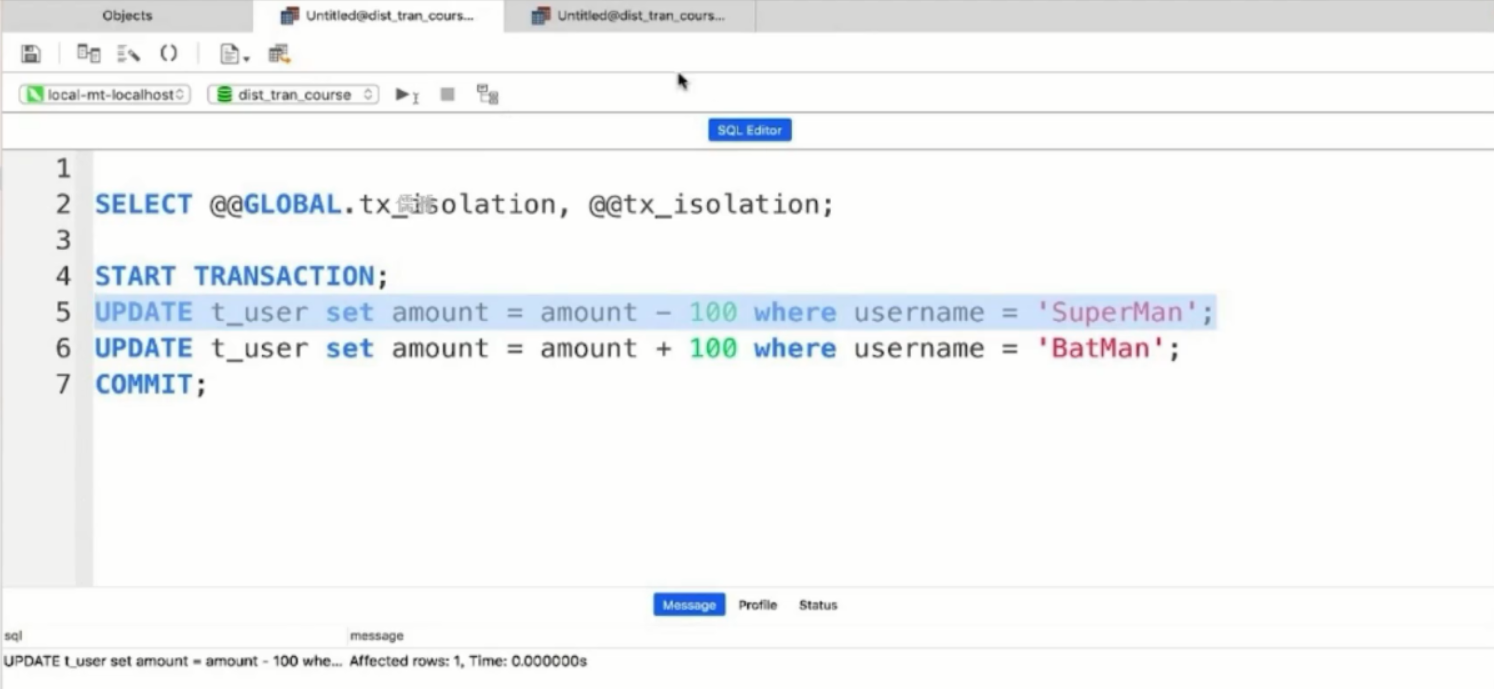 Objects
Untitled@dist_tran_cours...
Untitled@dist_tran_cours...
local-mt-localhost
dist_tran_course
SQL Editor
1
2 SELECT @@GLOBAL.tx_isolation, @@tx_isolation;
3
4 START TRANSACTION;
5 UPDATE t_user set amount = amount - 100 where username = 'SuperMan';
6 UPDATE t_user set amount = amount + 100 where username = 'BatMan';
7 COMMIT;
Message Profile Status
sql message
UPDATE t_user set amount = amount - 100 whe... Affected rows: 1, Time: 0.000000s